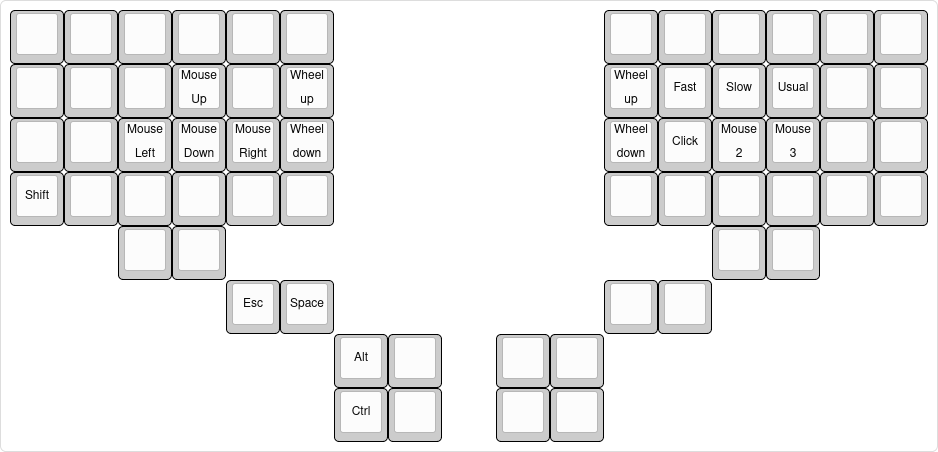 Mouse Up
Wheel up
Wheel up
Fast
Slow
Usual
Mouse Left
Mouse Down
Mouse Right
Wheel down
Wheel down
Click
Mouse 2
Mouse 3
Shift
Esc
Space
Alt
Ctrl